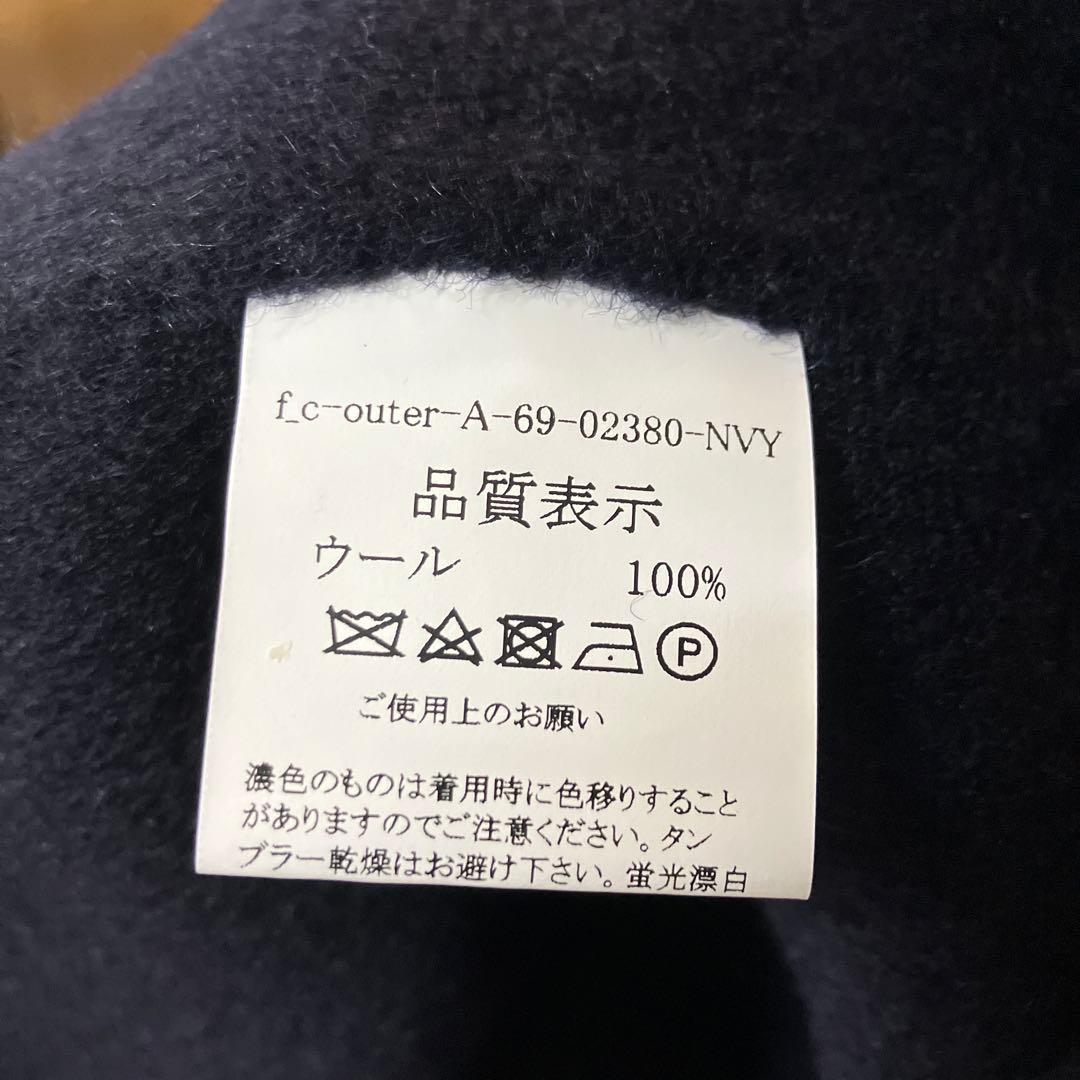 f_c-outer-A-69-02380-NVY
品質表示
ウール 100%
P
ご使用上のお願い
濃色のものは着用時に色移りすること
がありますのでご注意ください。タン
ブラー乾燥はお避け下さい。蛍光漂白